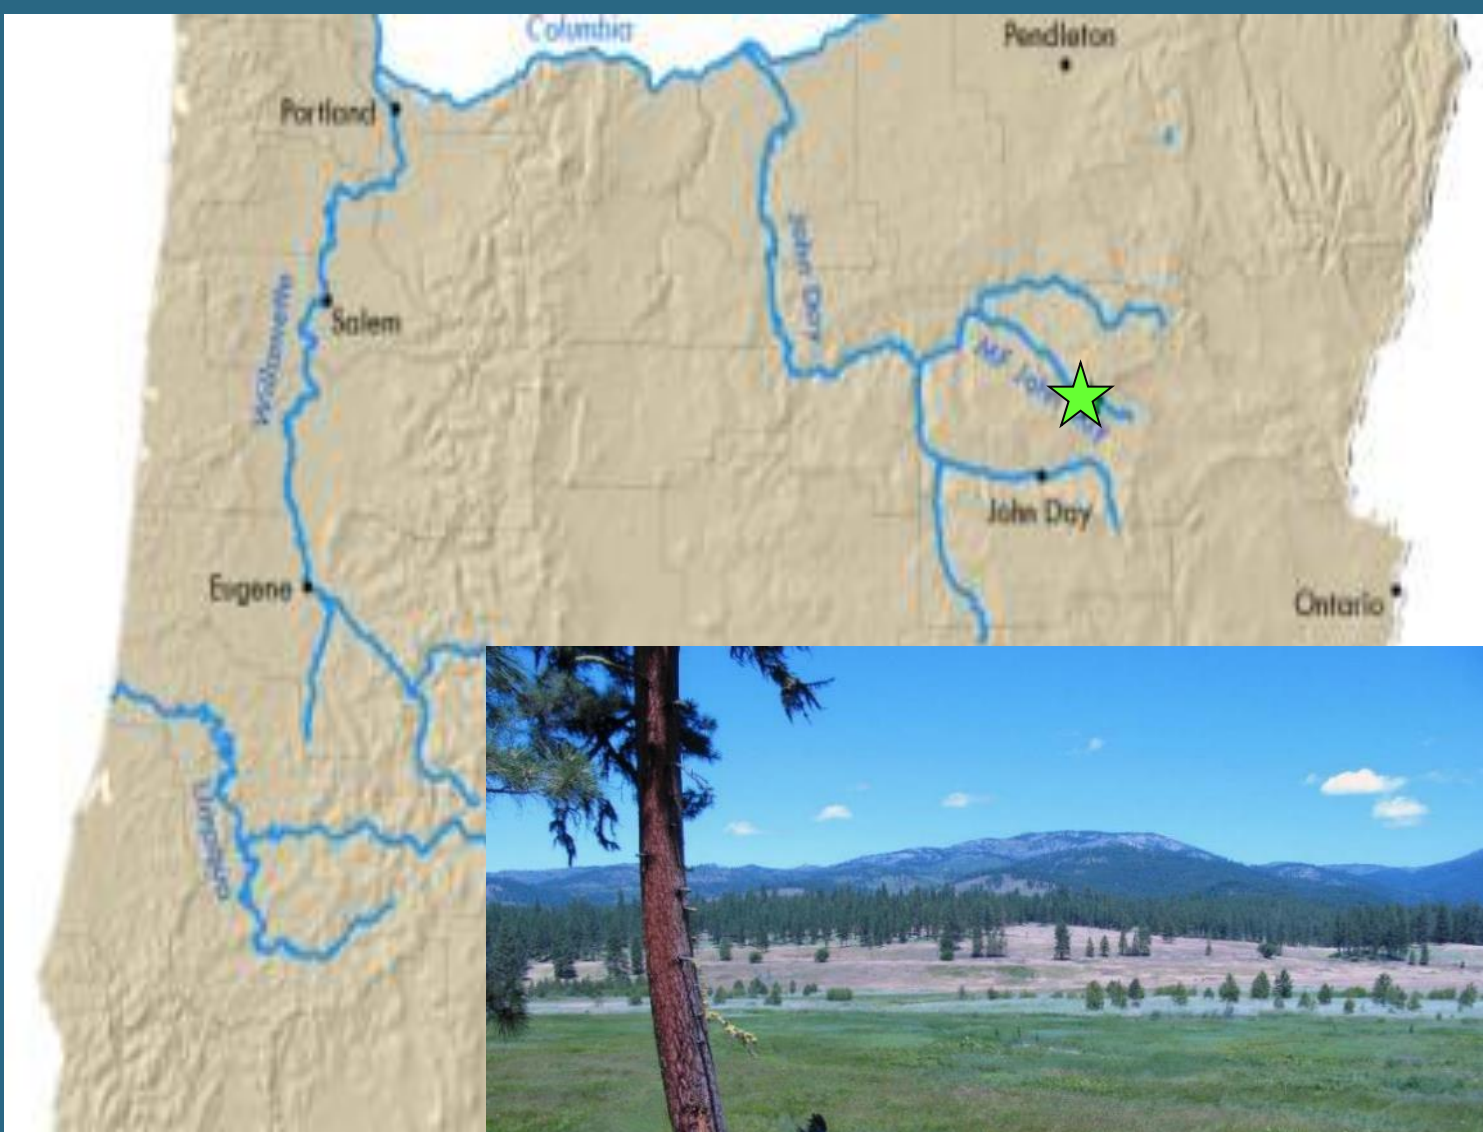 Columbia
Pendleton
Portland
John Day
Willamette
Salem
MF John Day
John Day
Eugene
Ontario
Umpqua